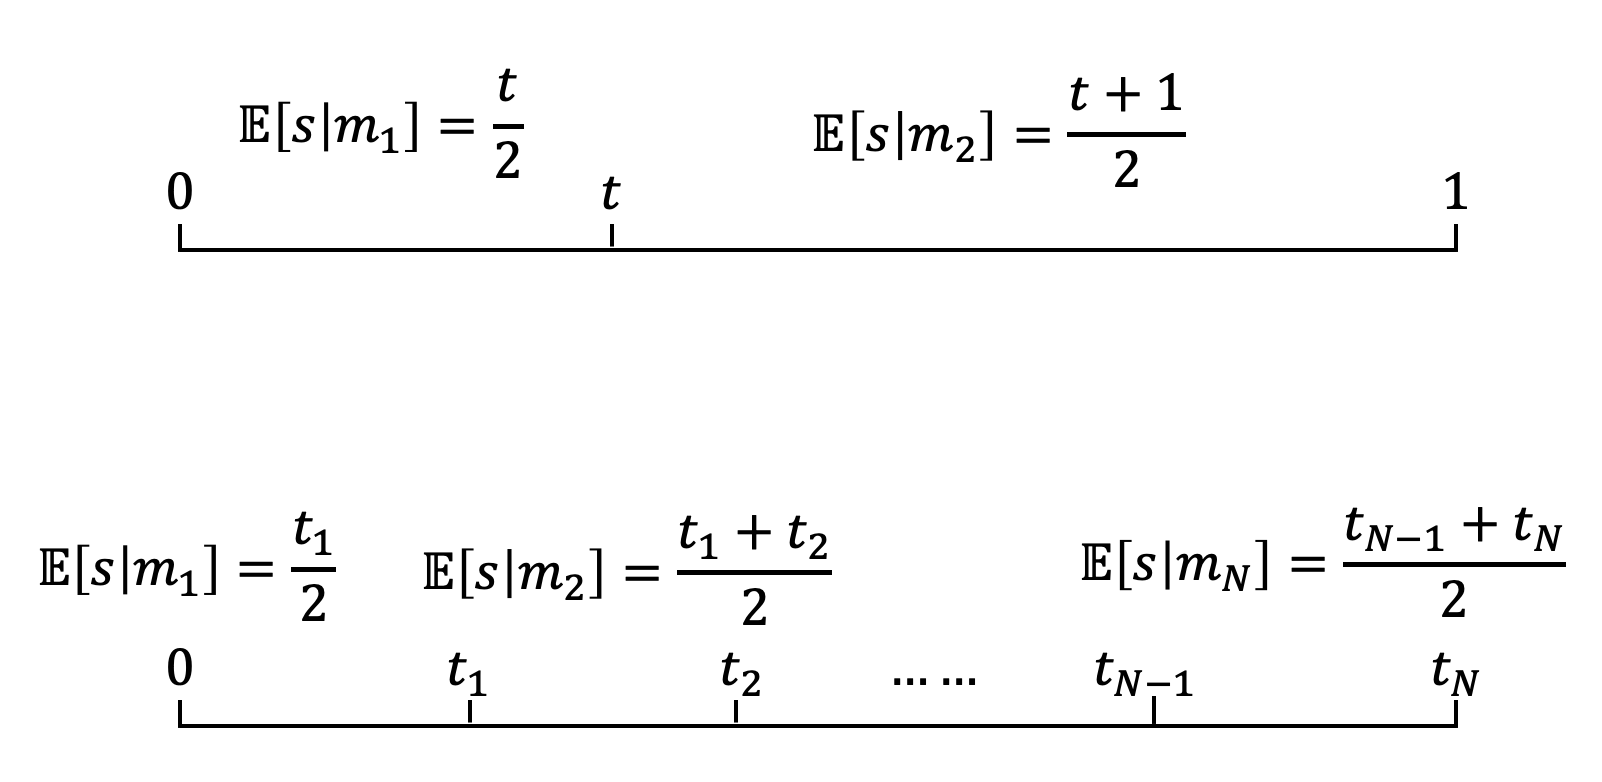 𝔼[s|m₁] = t/2
𝔼[s|m₂] = (t + 1)/2
0 t 1
𝔼[s|m₁] = t₁/2
𝔼[s|m₂] = (t₁ + t₂)/2
𝔼[s|m_N] = (t_{N−1} + t_N)/2
0 t₁ t₂ ... ... t_{N−1} t_N